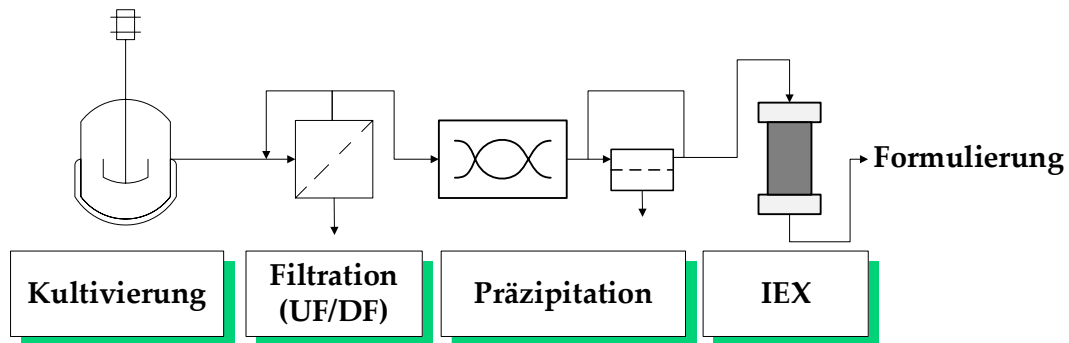 Formulierung
Kultivierung
Filtration
(UF/DF)
Präzipitation
IEX